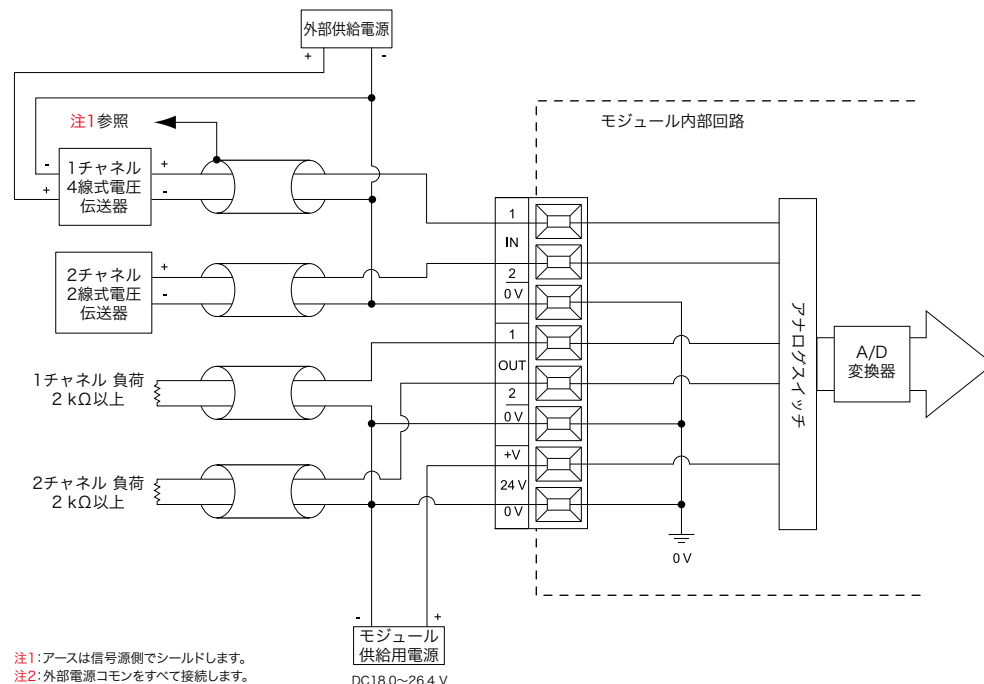 外部供給電源
+
-
注1参照
モジュール内部回路
-
+
1チャネル
4線式電圧
伝送器
+
-
1
IN
2
0 V
2チャネル
2線式電圧
伝送器
+
-
1
OUT
2
0 V
アナログスイッチ
A/D
変換器
1チャネル 負荷
2 kΩ以上
+V
24 V
0 V
2チャネル 負荷
2 kΩ以上
0 V
-
+
モジュール
供給用電源
DC18.0〜26.4 V
注1:アースは信号源側でシールドします。
注2:外部電源コモンをすべて接続します。